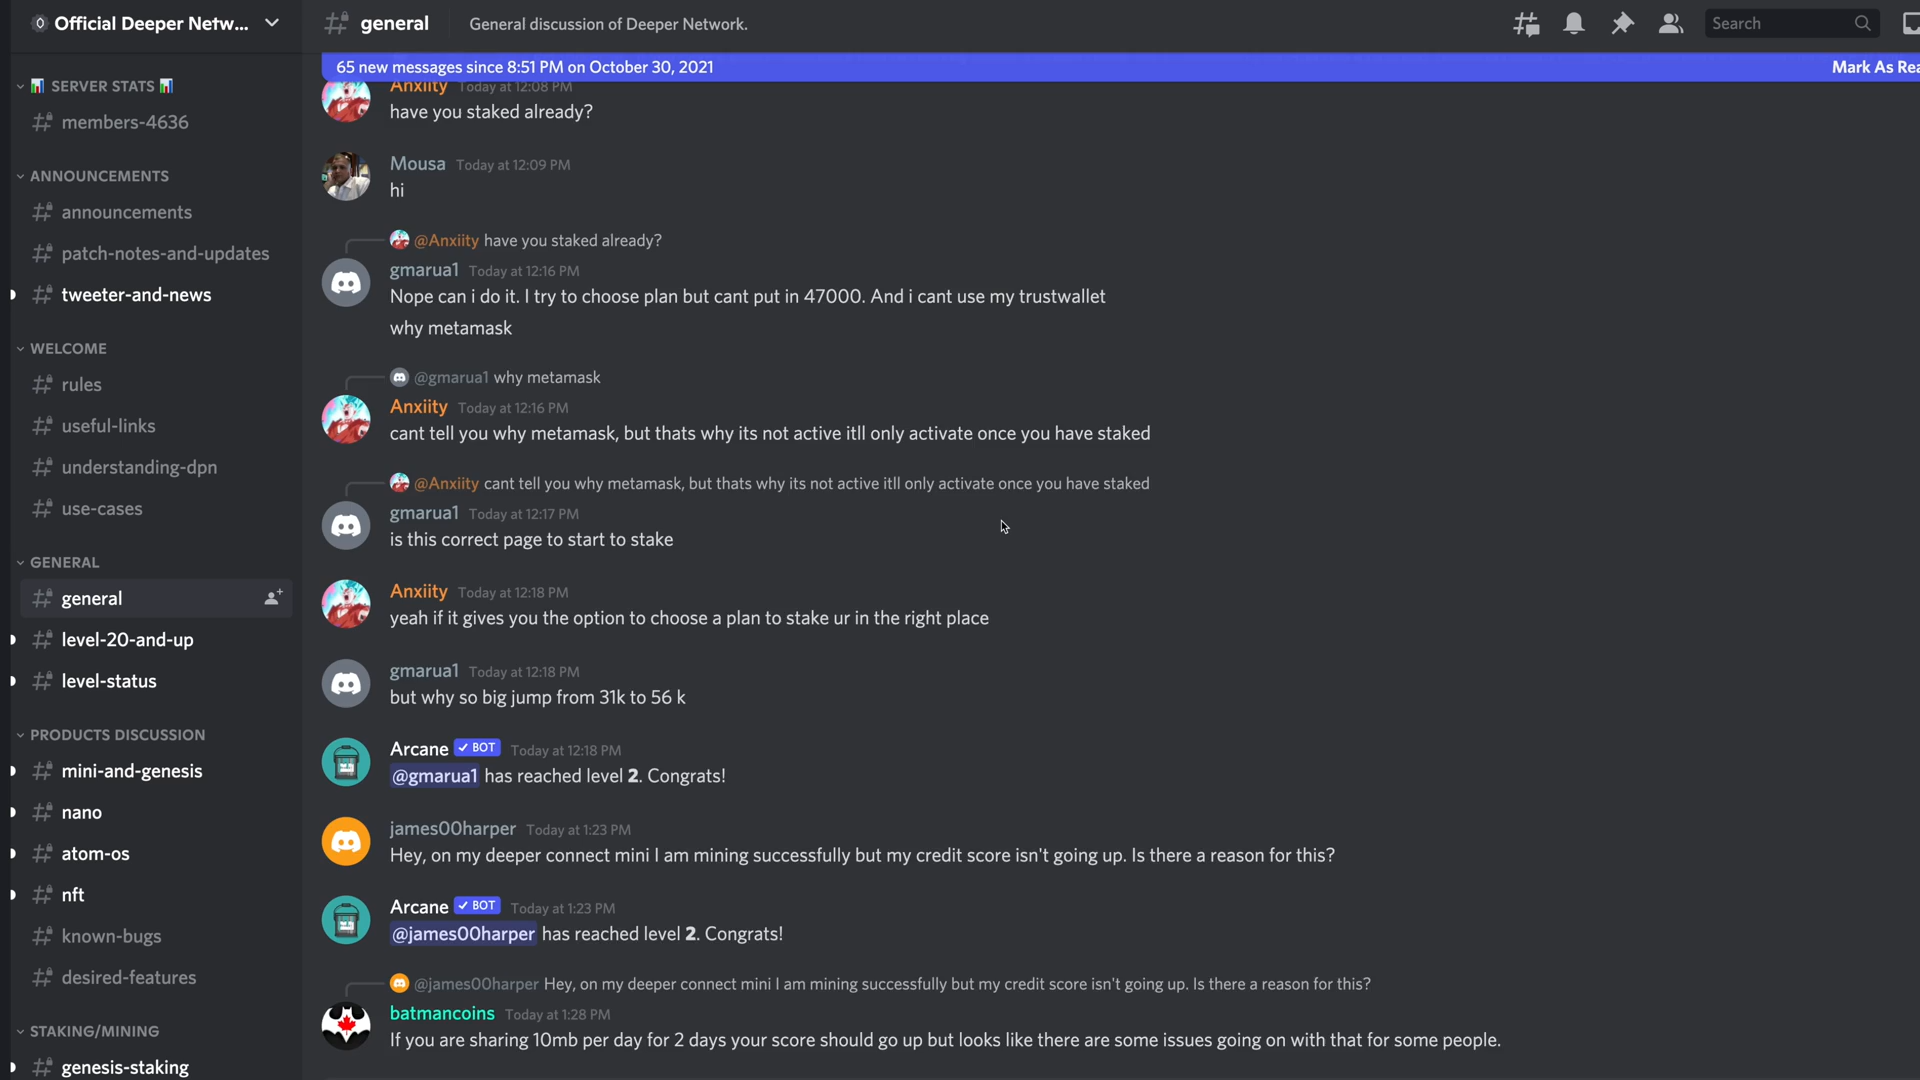 Official Deeper Netw...
general
General discussion of Deeper Network.
Search
65 new messages since 8:51 PM on October 30, 2021
Mark As Rea
SERVER STATS
members-4636
ANNOUNCEMENTS
announcements
patch-notes-and-updates
tweeter-and-news
WELCOME
rules
useful-links
understanding-dpn
use-cases
GENERAL
general
level-20-and-up
level-status
PRODUCTS DISCUSSION
mini-and-genesis
nano
atom-os
nft
known-bugs
desired-features
STAKING/MINING
genesis-staking
Anxiity Today at 12:08 PM
have you staked already?
Mousa Today at 12:09 PM
hi
@Anxiity have you staked already?
gmarua1 Today at 12:16 PM
Nope can i do it. I try to choose plan but cant put in 47000. And i cant use my trustwallet
why metamask
@gmarua1 why metamask
Anxiity Today at 12:16 PM
cant tell you why metamask, but thats why its not active itll only activate once you have staked
@Anxiity cant tell you why metamask, but thats why its not active itll only activate once you have staked
gmarua1 Today at 12:17 PM
is this correct page to start to stake
Anxiity Today at 12:18 PM
yeah if it gives you the option to choose a plan to stake ur in the right place
gmarua1 Today at 12:18 PM
but why so big jump from 31k to 56 k
Arcane ✓ BOT Today at 12:18 PM
@gmarua1 has reached level 2. Congrats!
james00harper Today at 1:23 PM
Hey, on my deeper connect mini I am mining successfully but my credit score isn't going up. Is there a reason for this?
Arcane ✓ BOT Today at 1:23 PM
@james00harper has reached level 2. Congrats!
@james00harper Hey, on my deeper connect mini I am mining successfully but my credit score isn't going up. Is there a reason for this?
batmancoins Today at 1:28 PM
If you are sharing 10mb per day for 2 days your score should go up but looks like there are some issues going on with that for some people.